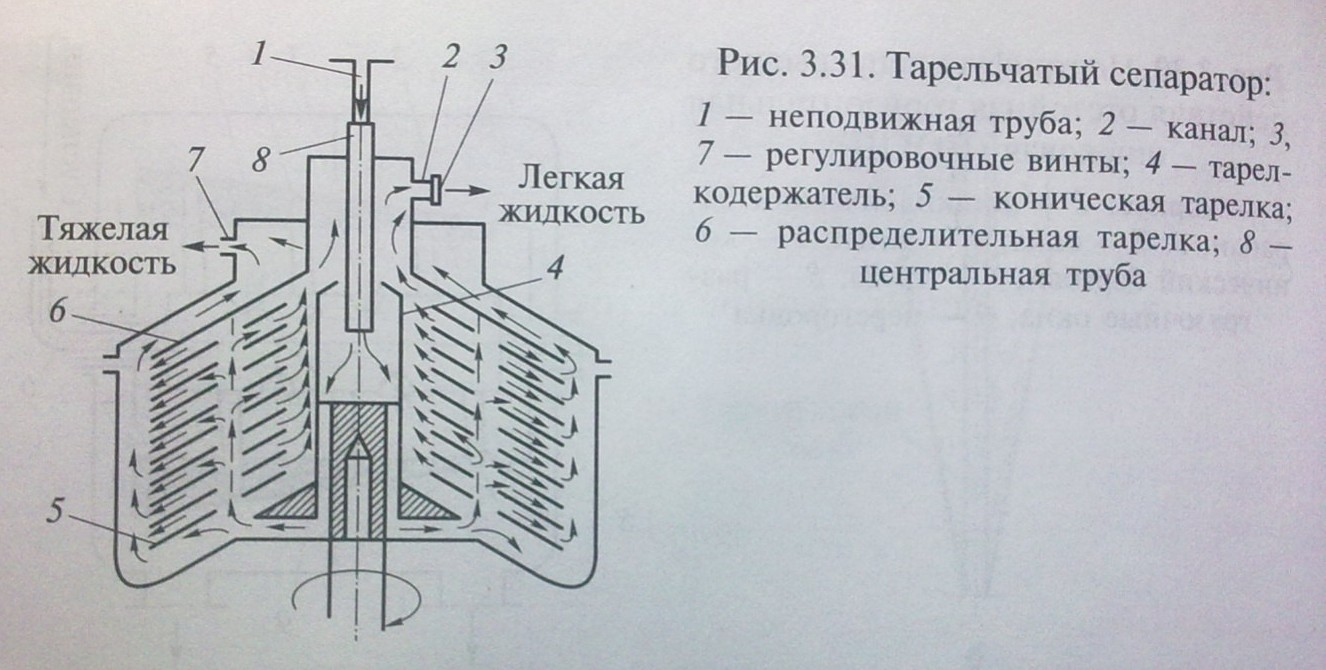 1
2
3
7
8
Легкая
жидкость
Тяжелая
жидкость
4
6
5
Рис. 3.31. Тарельчатый сепаратор:
1 — неподвижная труба; 2 — канал; 3,
7 — регулировочные винты; 4 — тарел-
кодержатель; 5 — коническая тарелка;
6 — распределительная тарелка; 8 —
центральная труба